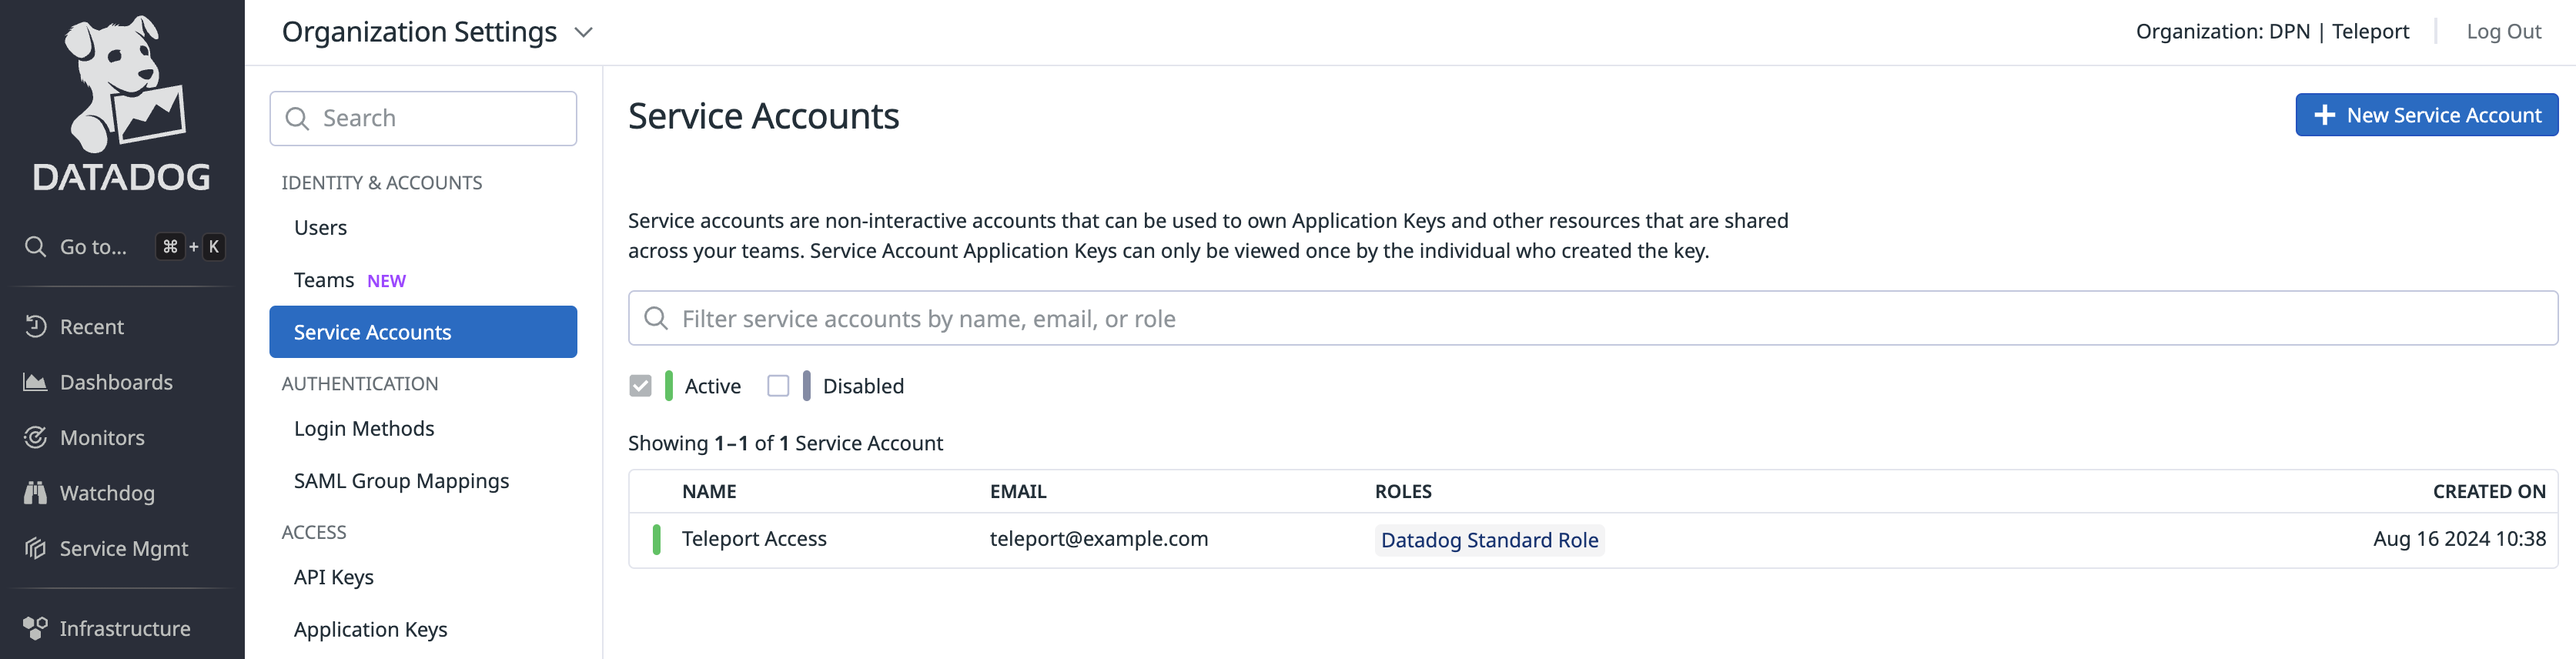 DATADOG
Go to... ⌘ + K
Recent
Dashboards
Monitors
Watchdog
Service Mgmt
Infrastructure
Organization Settings
Organization: DPN | Teleport
Log Out
Search
IDENTITY & ACCOUNTS
Users
Teams NEW
Service Accounts
AUTHENTICATION
Login Methods
SAML Group Mappings
ACCESS
API Keys
Application Keys
Service Accounts
New Service Account
Service accounts are non-interactive accounts that can be used to own Application Keys and other resources that are shared
across your teams. Service Account Application Keys can only be viewed once by the individual who created the key.
Filter service accounts by name, email, or role
Active Disabled
Showing 1–1 of 1 Service Account
NAME EMAIL ROLES CREATED ON
Teleport Access teleport@example.com Datadog Standard Role Aug 16 2024 10:38